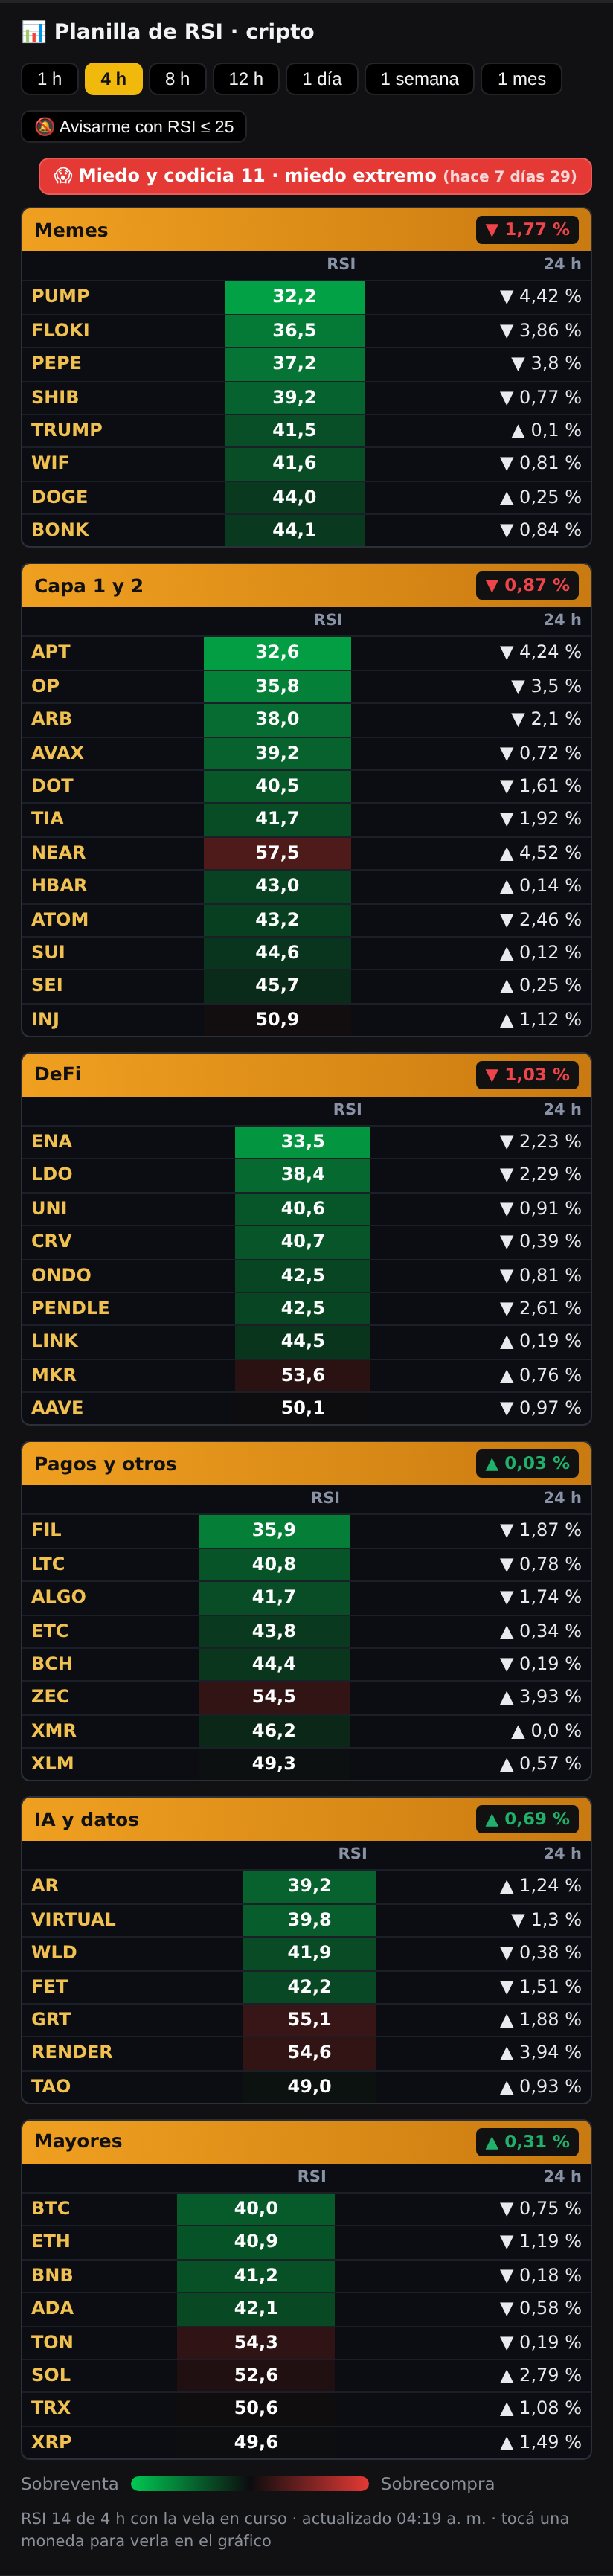 📊 Planilla de RSI · cripto
1 h 4 h 8 h 12 h 1 día 1 semana 1 mes
🔕 Avisarme con RSI ≤ 25
😱 Miedo y codicia 11 · miedo extremo (hace 7 días 29)
Memes ▼ 1,77 %
RSI 24 h
PUMP 32,2 ▼ 4,42 %
FLOKI 36,5 ▼ 3,86 %
PEPE 37,2 ▼ 3,8 %
SHIB 39,2 ▼ 0,77 %
TRUMP 41,5 ▲ 0,1 %
WIF 41,6 ▼ 0,81 %
DOGE 44,0 ▲ 0,25 %
BONK 44,1 ▼ 0,84 %
Capa 1 y 2 ▼ 0,87 %
RSI 24 h
APT 32,6 ▼ 4,24 %
OP 35,8 ▼ 3,5 %
ARB 38,0 ▼ 2,1 %
AVAX 39,2 ▼ 0,72 %
DOT 40,5 ▼ 1,61 %
TIA 41,7 ▼ 1,92 %
NEAR 57,5 ▲ 4,52 %
HBAR 43,0 ▲ 0,14 %
ATOM 43,2 ▼ 2,46 %
SUI 44,6 ▲ 0,12 %
SEI 45,7 ▲ 0,25 %
INJ 50,9 ▲ 1,12 %
DeFi ▼ 1,03 %
RSI 24 h
ENA 33,5 ▼ 2,23 %
LDO 38,4 ▼ 2,29 %
UNI 40,6 ▼ 0,91 %
CRV 40,7 ▼ 0,39 %
ONDO 42,5 ▼ 0,81 %
PENDLE 42,5 ▼ 2,61 %
LINK 44,5 ▲ 0,19 %
MKR 53,6 ▲ 0,76 %
AAVE 50,1 ▼ 0,97 %
Pagos y otros ▲ 0,03 %
RSI 24 h
FIL 35,9 ▼ 1,87 %
LTC 40,8 ▼ 0,78 %
ALGO 41,7 ▼ 1,74 %
ETC 43,8 ▲ 0,34 %
BCH 44,4 ▼ 0,19 %
ZEC 54,5 ▲ 3,93 %
XMR 46,2 ▲ 0,0 %
XLM 49,3 ▲ 0,57 %
IA y datos ▲ 0,69 %
RSI 24 h
AR 39,2 ▲ 1,24 %
VIRTUAL 39,8 ▼ 1,3 %
WLD 41,9 ▼ 0,38 %
FET 42,2 ▼ 1,51 %
GRT 55,1 ▲ 1,88 %
RENDER 54,6 ▲ 3,94 %
TAO 49,0 ▲ 0,93 %
Mayores ▲ 0,31 %
RSI 24 h
BTC 40,0 ▼ 0,75 %
ETH 40,9 ▼ 1,19 %
BNB 41,2 ▼ 0,18 %
ADA 42,1 ▼ 0,58 %
TON 54,3 ▼ 0,19 %
SOL 52,6 ▲ 2,79 %
TRX 50,6 ▲ 1,08 %
XRP 49,6 ▲ 1,49 %
Sobreventa Sobrecompra
RSI 14 de 4 h con la vela en curso · actualizado 04:19 a. m. · tocá una
moneda para verla en el gráfico